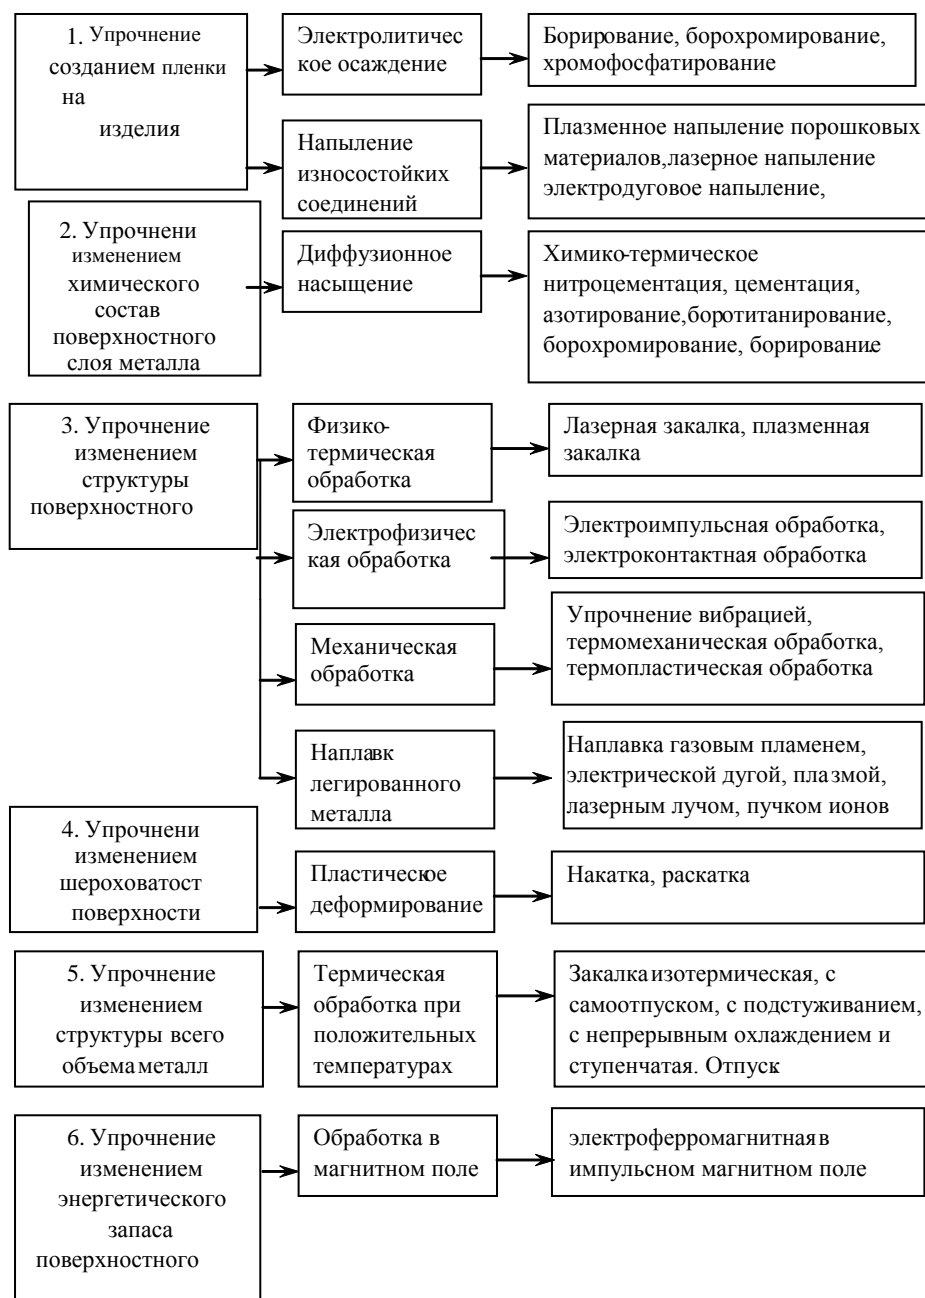 1. Упрочнение
созданием пленки
на
изделия
Электролитичес
кое осаждение
Борирование, борохромирование,
хромофосфатирование
Напыление
износостойких
соединений
Плазменное напыление порошковых
материалов,лазерное напыление
электродуговое напыление,
2. Упрочнени
изменением
химического
состав
поверхностного
слоя металла
Диффузионное
насыщение
Химико-термическое
нитроцементация, цементация,
азотирование,боротитанирование,
борохромирование, борирование.
3. Упрочнение
изменением
структуры
поверхностного
Физико-
термическая
обработка
Лазерная закалка, плазменная
закалка
Электрофизичес
кая обработка
Электроимпульсная обработка,
электроконтактная обработка
Механическая
обработка
Упрочнение вибрацией,
термомеханическая обработка,
термопластическая обработка
Наплавк
легированного
металла
Наплавка газовым пламенем,
электрической дугой, плазмой,
лазерным лучом, пучком ионов
4. Упрочнени
изменением
шероховатост
поверхности
Пластическое
деформирование
Накатка, раскатка
5. Упрочнение
изменением
структуры всего
объема металл
Термическая
обработка при
положительных
температурах
Закалка изотермическая, с
самоотпуском, с подстуживанием,
с непрерывным охлаждением и
ступенчатая. Отпуск
6. Упрочнение
изменением
энергетического
запаса
поверхностного
Обработка в
магнитном поле
электроферромагнитная в
импульсном магнитном поле